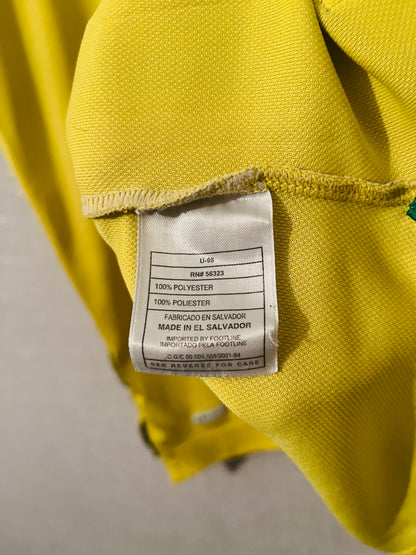 RN# 56323
100% POLYESTER
100% POLIESTER
FABRICADO EN SALVADOR
MADE IN EL SALVADOR
IMPORTED BY FOOTLINE
IMPORTADO PELA FOOTLINE
SEE REVERSE FOR CARE